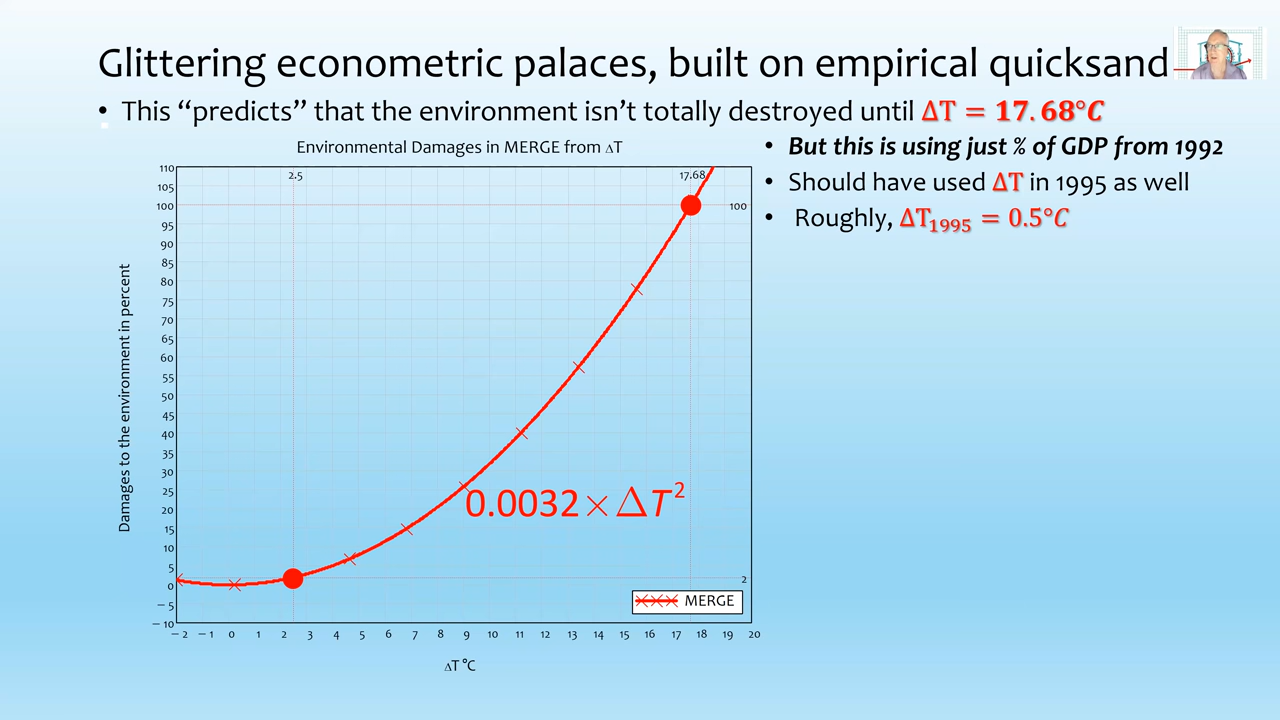 Glittering econometric palaces, built on empirical quicksand
• This “predicts” that the environment isn’t totally destroyed until ΔT = 17.68°C
Environmental Damages in MERGE from ΔT
• But this is using just % of GDP from 1992
• Should have used ΔT in 1995 as well
• Roughly, ΔT₁₉₉₅ = 0.5°C
Damages to the environment in percent
110
105
100
95
90
85
80
75
70
65
60
55
50
45
40
35
30
25
20
15
10
5
0
– 5
– 10
2.5
17.68
100
0.0032 × ΔT²
2
MERGE
– 2 – 1 0 1 2 3 4 5 6 7 8 9 10 11 12 13 14 15 16 17 18 19 20
ΔT °C